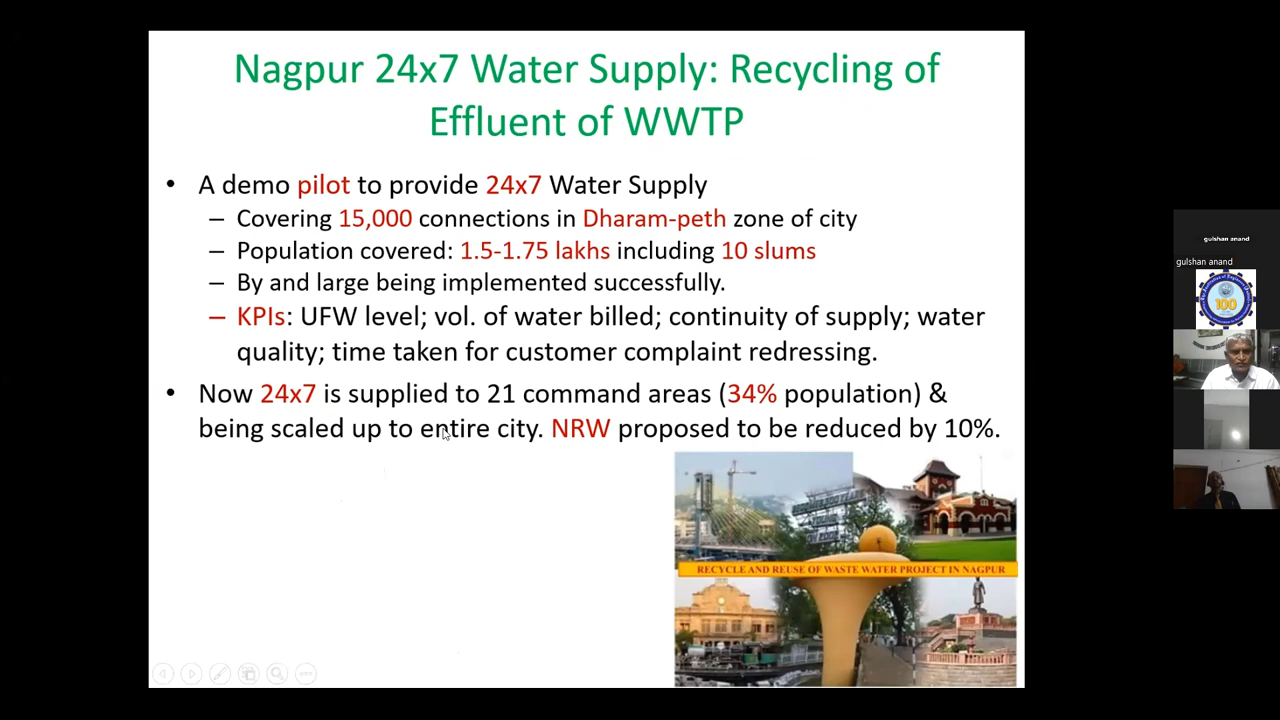 Nagpur 24x7 Water Supply: Recycling of
Effluent of WWTP
• A demo pilot to provide 24x7 Water Supply
– Covering 15,000 connections in Dharam-peth zone of city
– Population covered: 1.5-1.75 lakhs including 10 slums
– By and large being implemented successfully.
– KPIs: UFW level; vol. of water billed; continuity of supply; water
quality; time taken for customer complaint redressing.
• Now 24x7 is supplied to 21 command areas (34% population) &
being scaled up to entire city. NRW proposed to be reduced by 10%.
RECYCLE AND REUSE OF WASTE WATER PROJECT IN NAGPUR
gulshan anand
gulshan anand
100